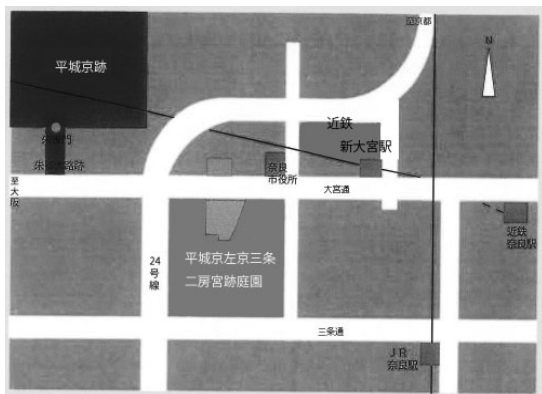 至京都
N
平城京跡
近鉄
新大宮駅
朱雀門
朱雀大路跡
奈良
市役所
至大阪
大宮通
近鉄
奈良駅
平城京左京三条
二房宮跡庭園
24号線
三条通
JR
奈良駅